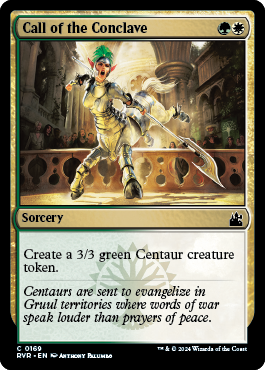 Call of the Conclave
Sorcery
Create a 3/3 green Centaur creature
token.
Centaurs are sent to evangelize in
Gruul territories where words of war
speak louder than prayers of peace.
C 0169
RVR • EN Anthony Palumbo
™ & © 2024 Wizards of the Coast